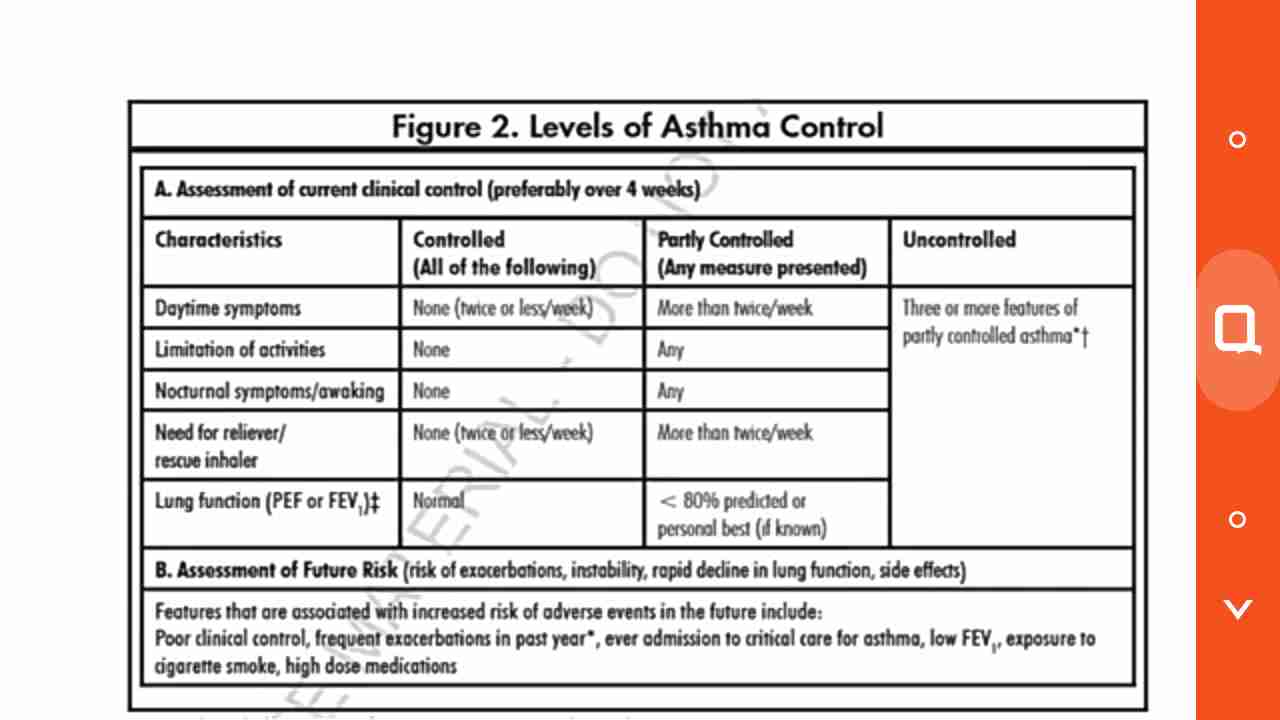 Figure 2. Levels of Asthma Control
A. Assessment of current clinical control (preferably over 4 weeks)
Characteristics
Controlled
(All of the following)
Partly Controlled
(Any measure presented)
Uncontrolled
Daytime symptoms
None (twice or less/week)
More than twice/week
Three or more features of
partly controlled asthma*†
Limitation of activities
None
Any
Nocturnal symptoms/awaking
None
Any
Need for reliever/
rescue inhaler
None (twice or less/week)
More than twice/week
Lung function (PEF or FEV₁)‡
Normal
< 80% predicted or
personal best (if known)
B. Assessment of Future Risk (risk of exacerbations, instability, rapid decline in lung function, side effects)
Features that are associated with increased risk of adverse events in the future include:
Poor clinical control, frequent exacerbations in past year*, ever admission to critical care for asthma, low FEV₁, exposure to
cigarette smoke, high dose medications
MATERIAL - DO NOT